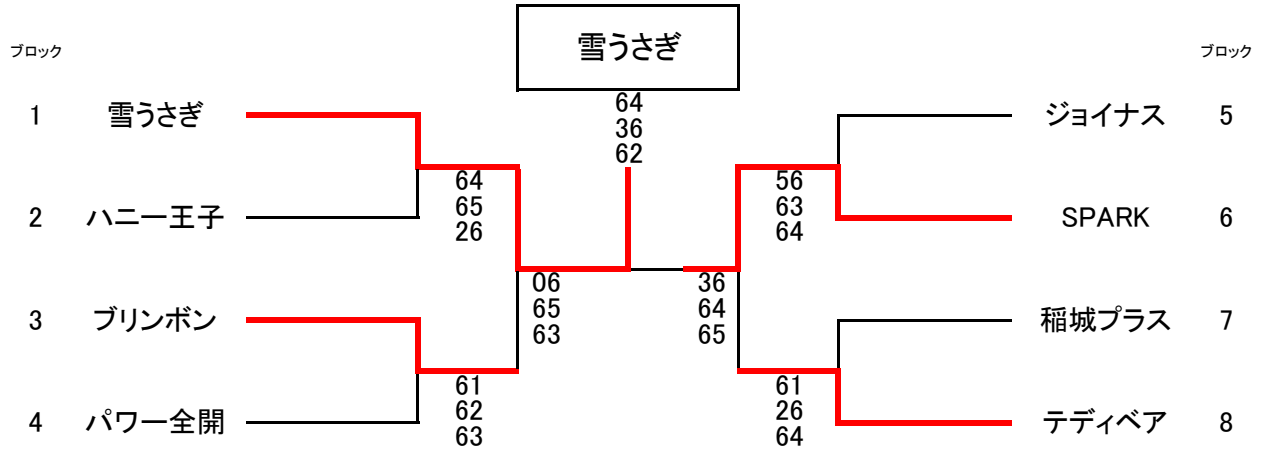 雪うさぎ
ブロック
ブロック
64
36
62
1 雪うさぎ
ジョイナス 5
64
65
26
56
63
64
2 ハニー王子
SPARK 6
06
65
63
36
64
65
3 ブリンボン
稲城プラス 7
61
62
63
61
26
64
4 パワー全開
テディベア 8